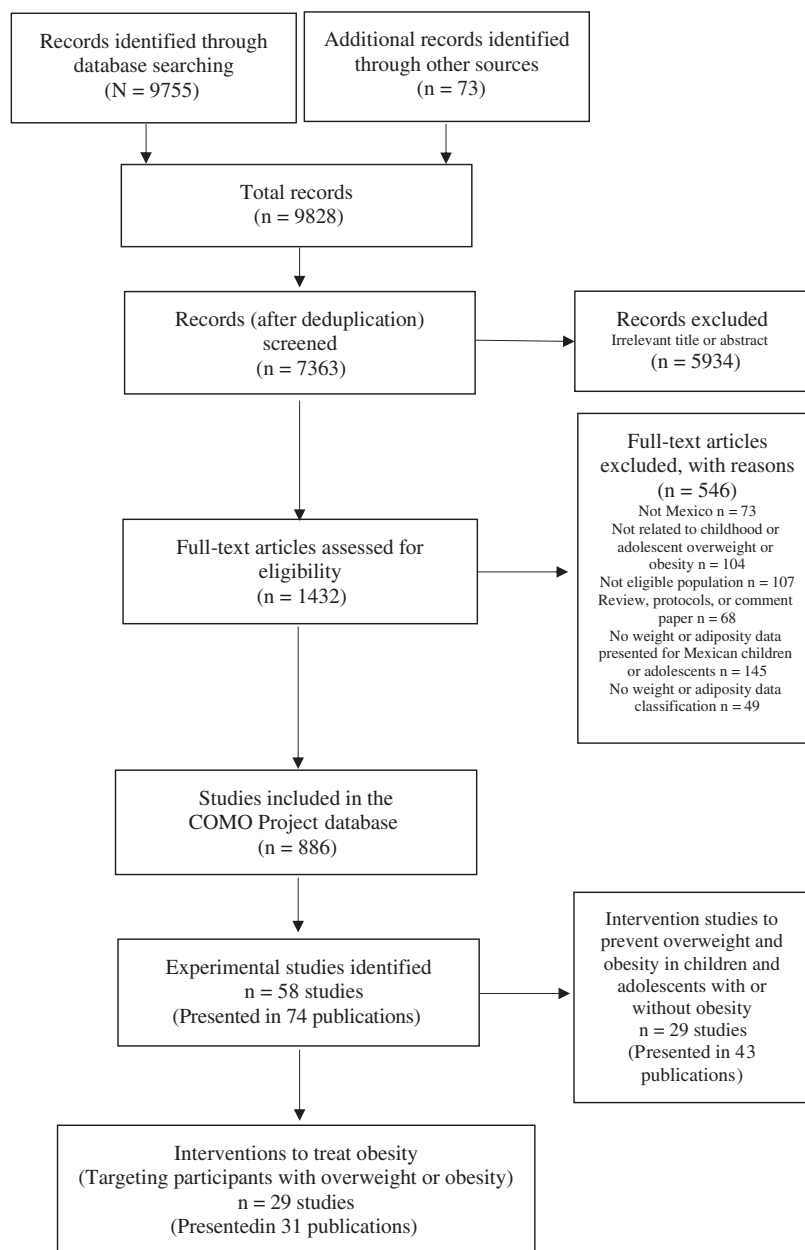 Records identified through
database searching
(N = 9755)
Additional records identified
through other sources
(n = 73)
Total records
(n = 9828)
Records (after deduplication)
screened
(n = 7363)
Records excluded
Irrelevant title or abstract
(n = 5934)
Full-text articles assessed for
eligibility
(n = 1432)
Full-text articles
excluded, with reasons
(n = 546)
Not Mexico n = 73
Not related to childhood or
adolescent overweight or
obesity n = 104
Not eligible population n = 107
Review, protocols, or comment
paper n = 68
No weight or adiposity data
presented for Mexican children
or adolescents n = 145
No weight or adiposity data
classification n = 49
Studies included in the
COMO Project database
(n = 886)
Experimental studies identified
n = 58 studies
(Presented in 74 publications)
Intervention studies to
prevent overweight and
obesity in children and
adolescents with or
without obesity
n = 29 studies
(Presented in 43
publications)
Interventions to treat obesity
(Targeting participants with overweight or obesity)
n = 29 studies
(Presentedin 31 publications)